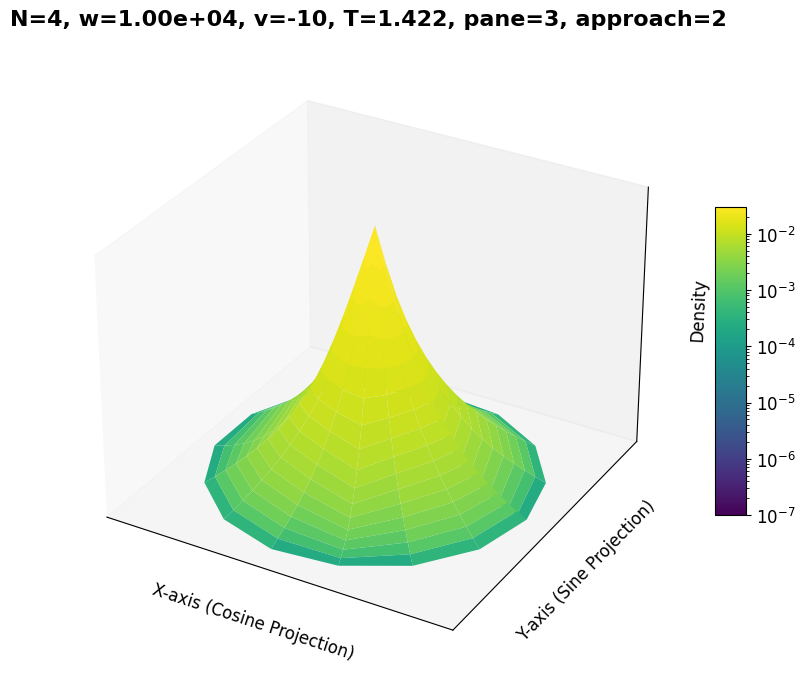 N=4, w=1.00e+04, v=-10, T=1.422, pane=3, approach=2
10⁻²
10⁻³
10⁻⁴
10⁻⁵
10⁻⁶
10⁻⁷
Density
X-axis (Cosine Projection)
Y-axis (Sine Projection)